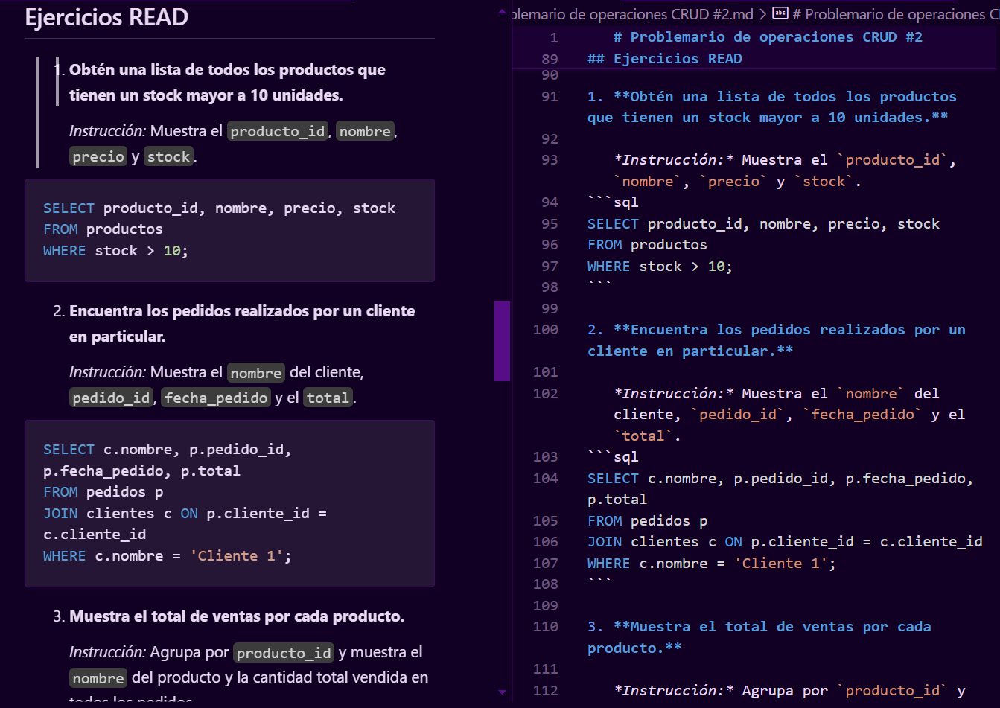 Ejercicios READ
1. Obtén una lista de todos los productos que
tienen un stock mayor a 10 unidades.
Instrucción: Muestra el producto_id, nombre,
precio y stock.
SELECT producto_id, nombre, precio, stock
FROM productos
WHERE stock > 10;
2. Encuentra los pedidos realizados por un cliente
en particular.
Instrucción: Muestra el nombre del cliente,
pedido_id, fecha_pedido y el total.
SELECT c.nombre, p.pedido_id,
p.fecha_pedido, p.total
FROM pedidos p
JOIN clientes c ON p.cliente_id =
c.cliente_id
WHERE c.nombre = 'Cliente 1';
3. Muestra el total de ventas por cada producto.
Instrucción: Agrupa por producto_id y muestra el
nombre del producto y la cantidad total vendida en
todos los pedidos.
blemario de operaciones CRUD #2.md > abc # Problemario de operaciones C
1 # Problemario de operaciones CRUD #2
89 ## Ejercicios READ
90
91 1. **Obtén una lista de todos los productos
que tienen un stock mayor a 10 unidades.**
92
93 *Instrucción:* Muestra el `producto_id`,
`nombre`, `precio` y `stock`.
94 ```sql
95 SELECT producto_id, nombre, precio, stock
96 FROM productos
97 WHERE stock > 10;
98 ```
99
100 2. **Encuentra los pedidos realizados por un
cliente en particular.**
101
102 *Instrucción:* Muestra el `nombre` del
cliente, `pedido_id`, `fecha_pedido` y el
`total`.
103 ```sql
104 SELECT c.nombre, p.pedido_id, p.fecha_pedido,
p.total
105 FROM pedidos p
106 JOIN clientes c ON p.cliente_id = c.cliente_id
107 WHERE c.nombre = 'Cliente 1';
108 ```
109
110 3. **Muestra el total de ventas por cada
producto.**
111
112 *Instrucción:* Agrupa por `producto_id` y